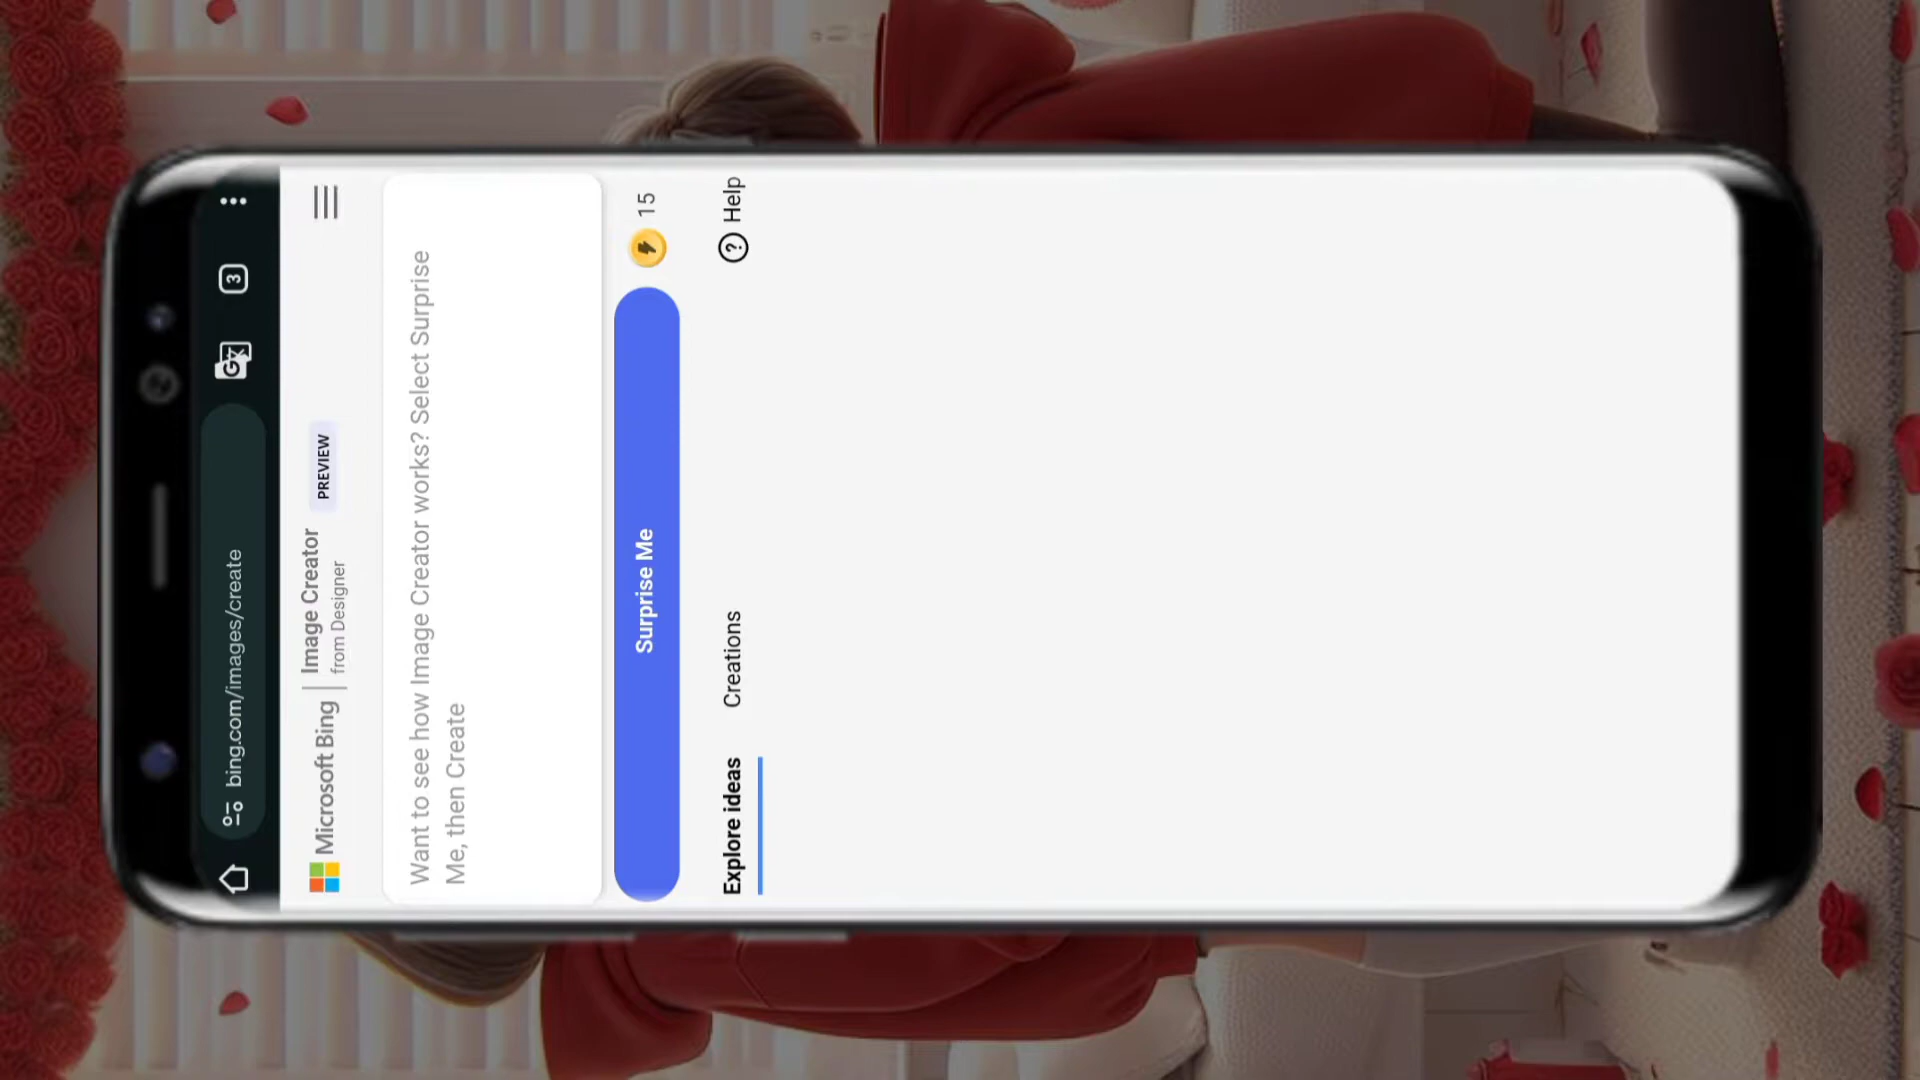 bing.com/images/create
3
Microsoft Bing | Image Creator
from Designer
PREVIEW
Want to see how Image Creator works? Select Surprise
Me, then Create
Surprise Me
15
Explore ideas
Creations
Help